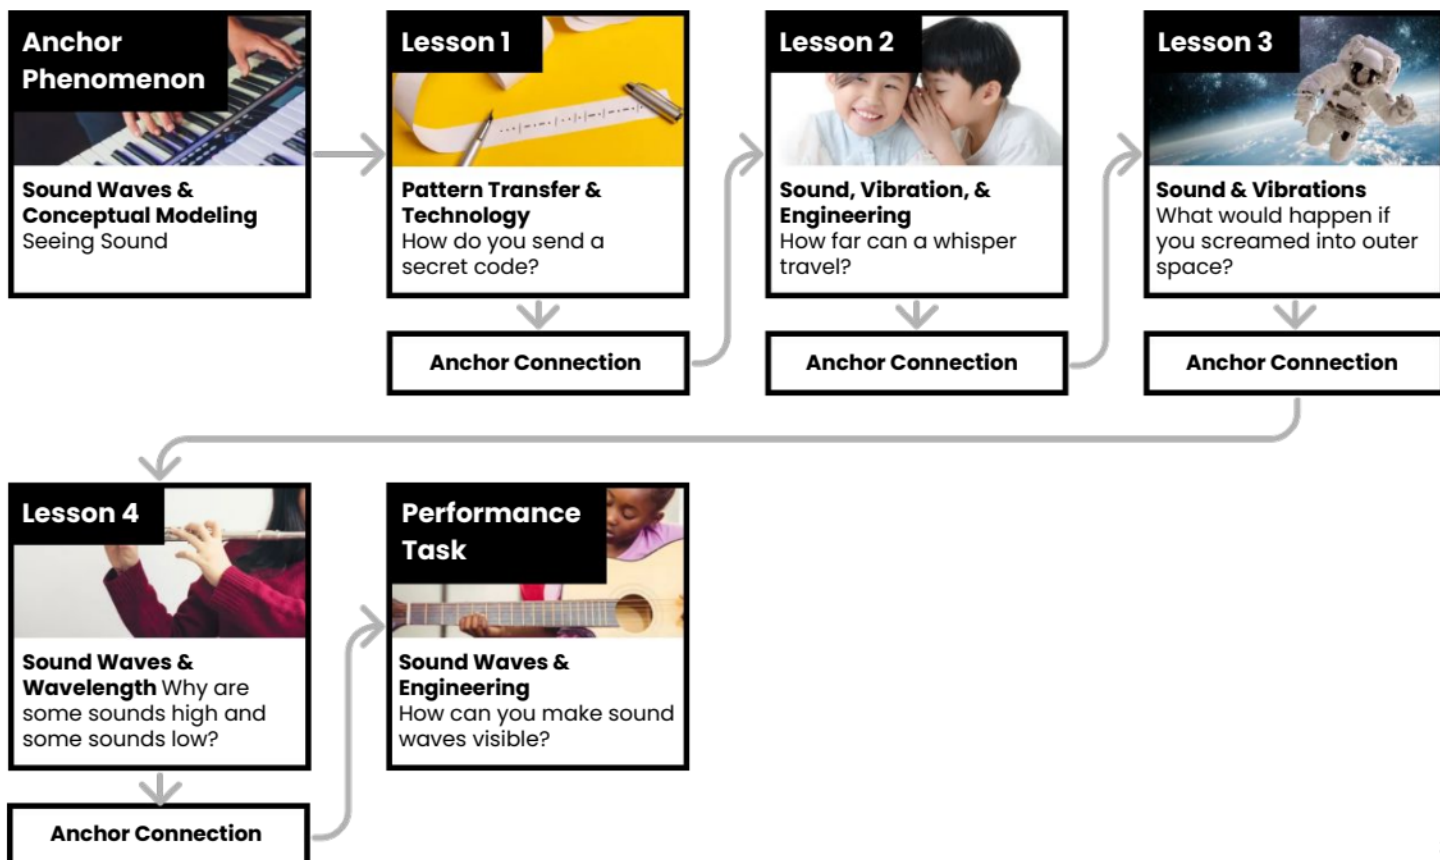 Anchor
Phenomenon
Sound Waves &
Conceptual Modeling
Seeing Sound
Lesson 1
Pattern Transfer &
Technology
How do you send a
secret code?
Anchor Connection
Lesson 2
Sound, Vibration, &
Engineering
How far can a whisper
travel?
Anchor Connection
Lesson 3
Sound & Vibrations
What would happen if
you screamed into outer
space?
Anchor Connection
Lesson 4
Sound Waves &
Wavelength Why are
some sounds high and
some sounds low?
Anchor Connection
Performance
Task
Sound Waves &
Engineering
How can you make sound
waves visible?